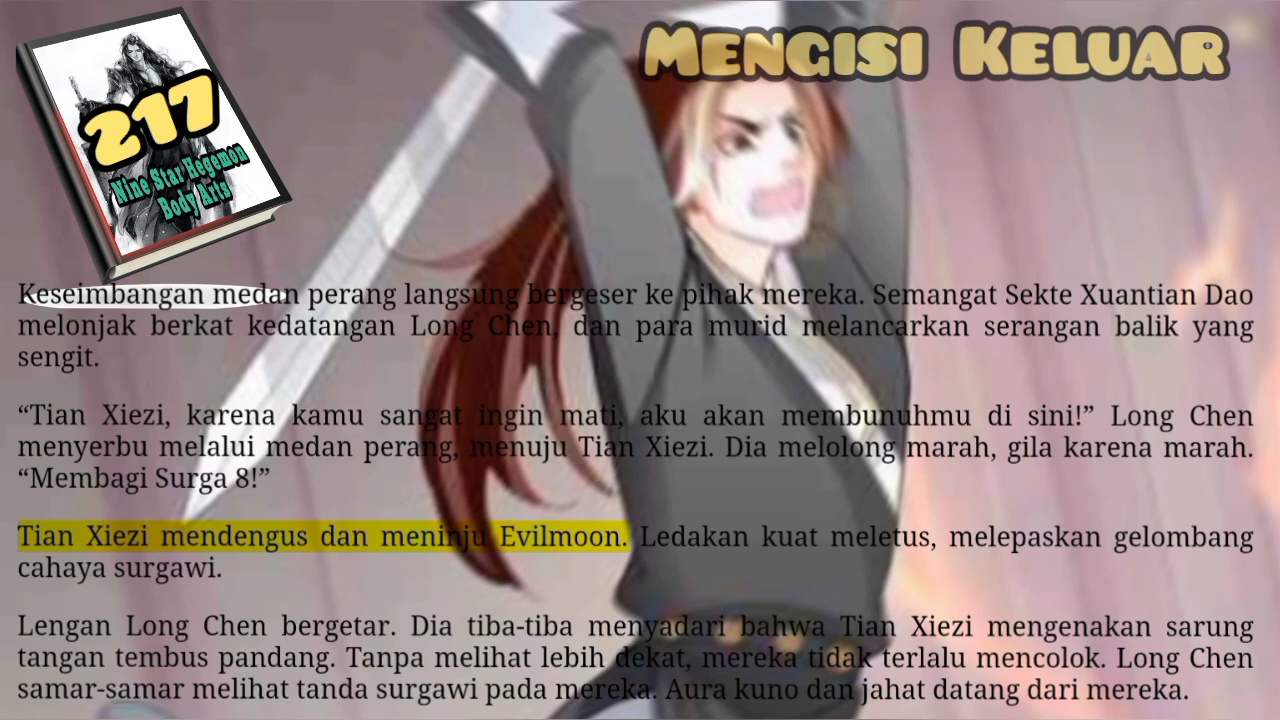 Mengisi Keluar
217
Nine Star Hegemon
Body Arts
Keseimbangan medan perang langsung bergeser ke pihak mereka. Semangat Sekte Xuantian Dao
melonjak berkat kedatangan Long Chen, dan para murid melancarkan serangan balik yang
sengit.
“Tian Xiezi, karena kamu sangat ingin mati, aku akan membunuhmu di sini!” Long Chen
menyerbu melalui medan perang, menuju Tian Xiezi. Dia melolong marah, gila karena marah.
“Membagi Surga 8!”
Tian Xiezi mendengus dan meninju Evilmoon. Ledakan kuat meletus, melepaskan gelombang
cahaya surgawi.
Lengan Long Chen bergetar. Dia tiba-tiba menyadari bahwa Tian Xiezi mengenakan sarung
tangan tembus pandang. Tanpa melihat lebih dekat, mereka tidak terlalu mencolok. Long Chen
samar-samar melihat tanda surgawi pada mereka. Aura kuno dan jahat datang dari mereka.